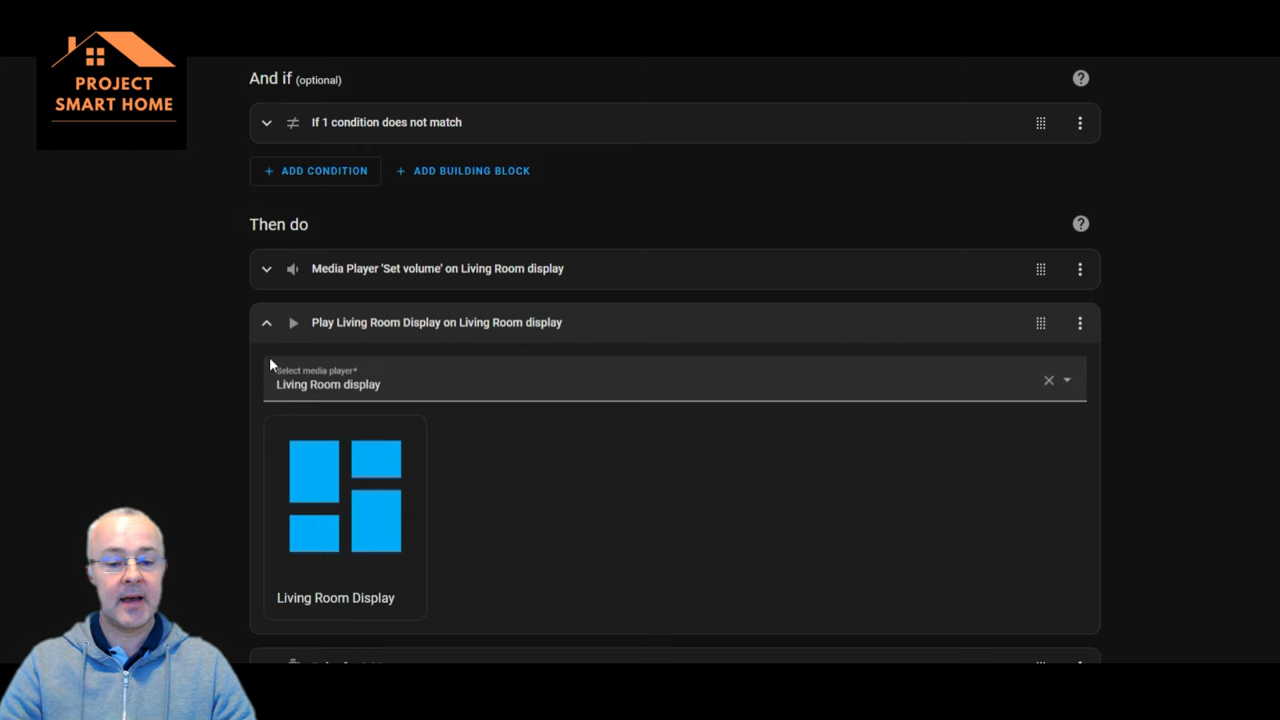 PROJECT
SMART HOME
And if (optional)
If 1 condition does not match
+ ADD CONDITION
+ ADD BUILDING BLOCK
Then do
Media Player 'Set volume' on Living Room display
Play Living Room Display on Living Room display
Select media player*
Living Room display
Living Room Display